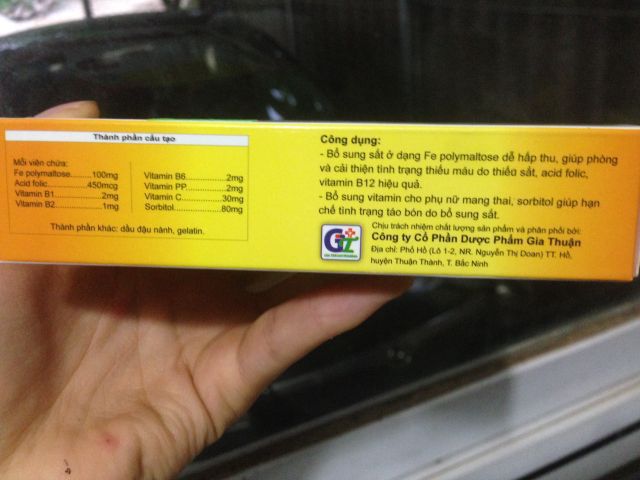 Thành phần cấu tạo
Mỗi viên chứa:
Fe polymaltose..........100mg
Acid folic..........450mcg
Vitamin B1..........2mg
Vitamin B2..........1mg
Vitamin B6..........2mg
Vitamin PP..........2mg
Vitamin C..........30mg
Sorbitol..........80mg
Thành phần khác: dầu đậu nành, gelatin.
Công dụng:
- Bổ sung sắt ở dạng Fe polymaltose dễ hấp thu, giúp phòng
và cải thiện tình trạng thiếu máu do thiếu sắt, acid folic,
vitamin B12 hiệu quả.
- Bổ sung vitamin cho phụ nữ mang thai, sorbitol giúp hạn
chế tình trạng táo bón do bổ sung sắt.
Chịu trách nhiệm chất lượng sản phẩm và phân phối bởi:
Công ty Cổ Phần Dược Phẩm Gia Thuận
Địa chỉ: Phố Hồ (Lô 1-2, NR. Nguyễn Thị Doan) TT. Hồ,
huyện Thuận Thành, T. Bắc Ninh